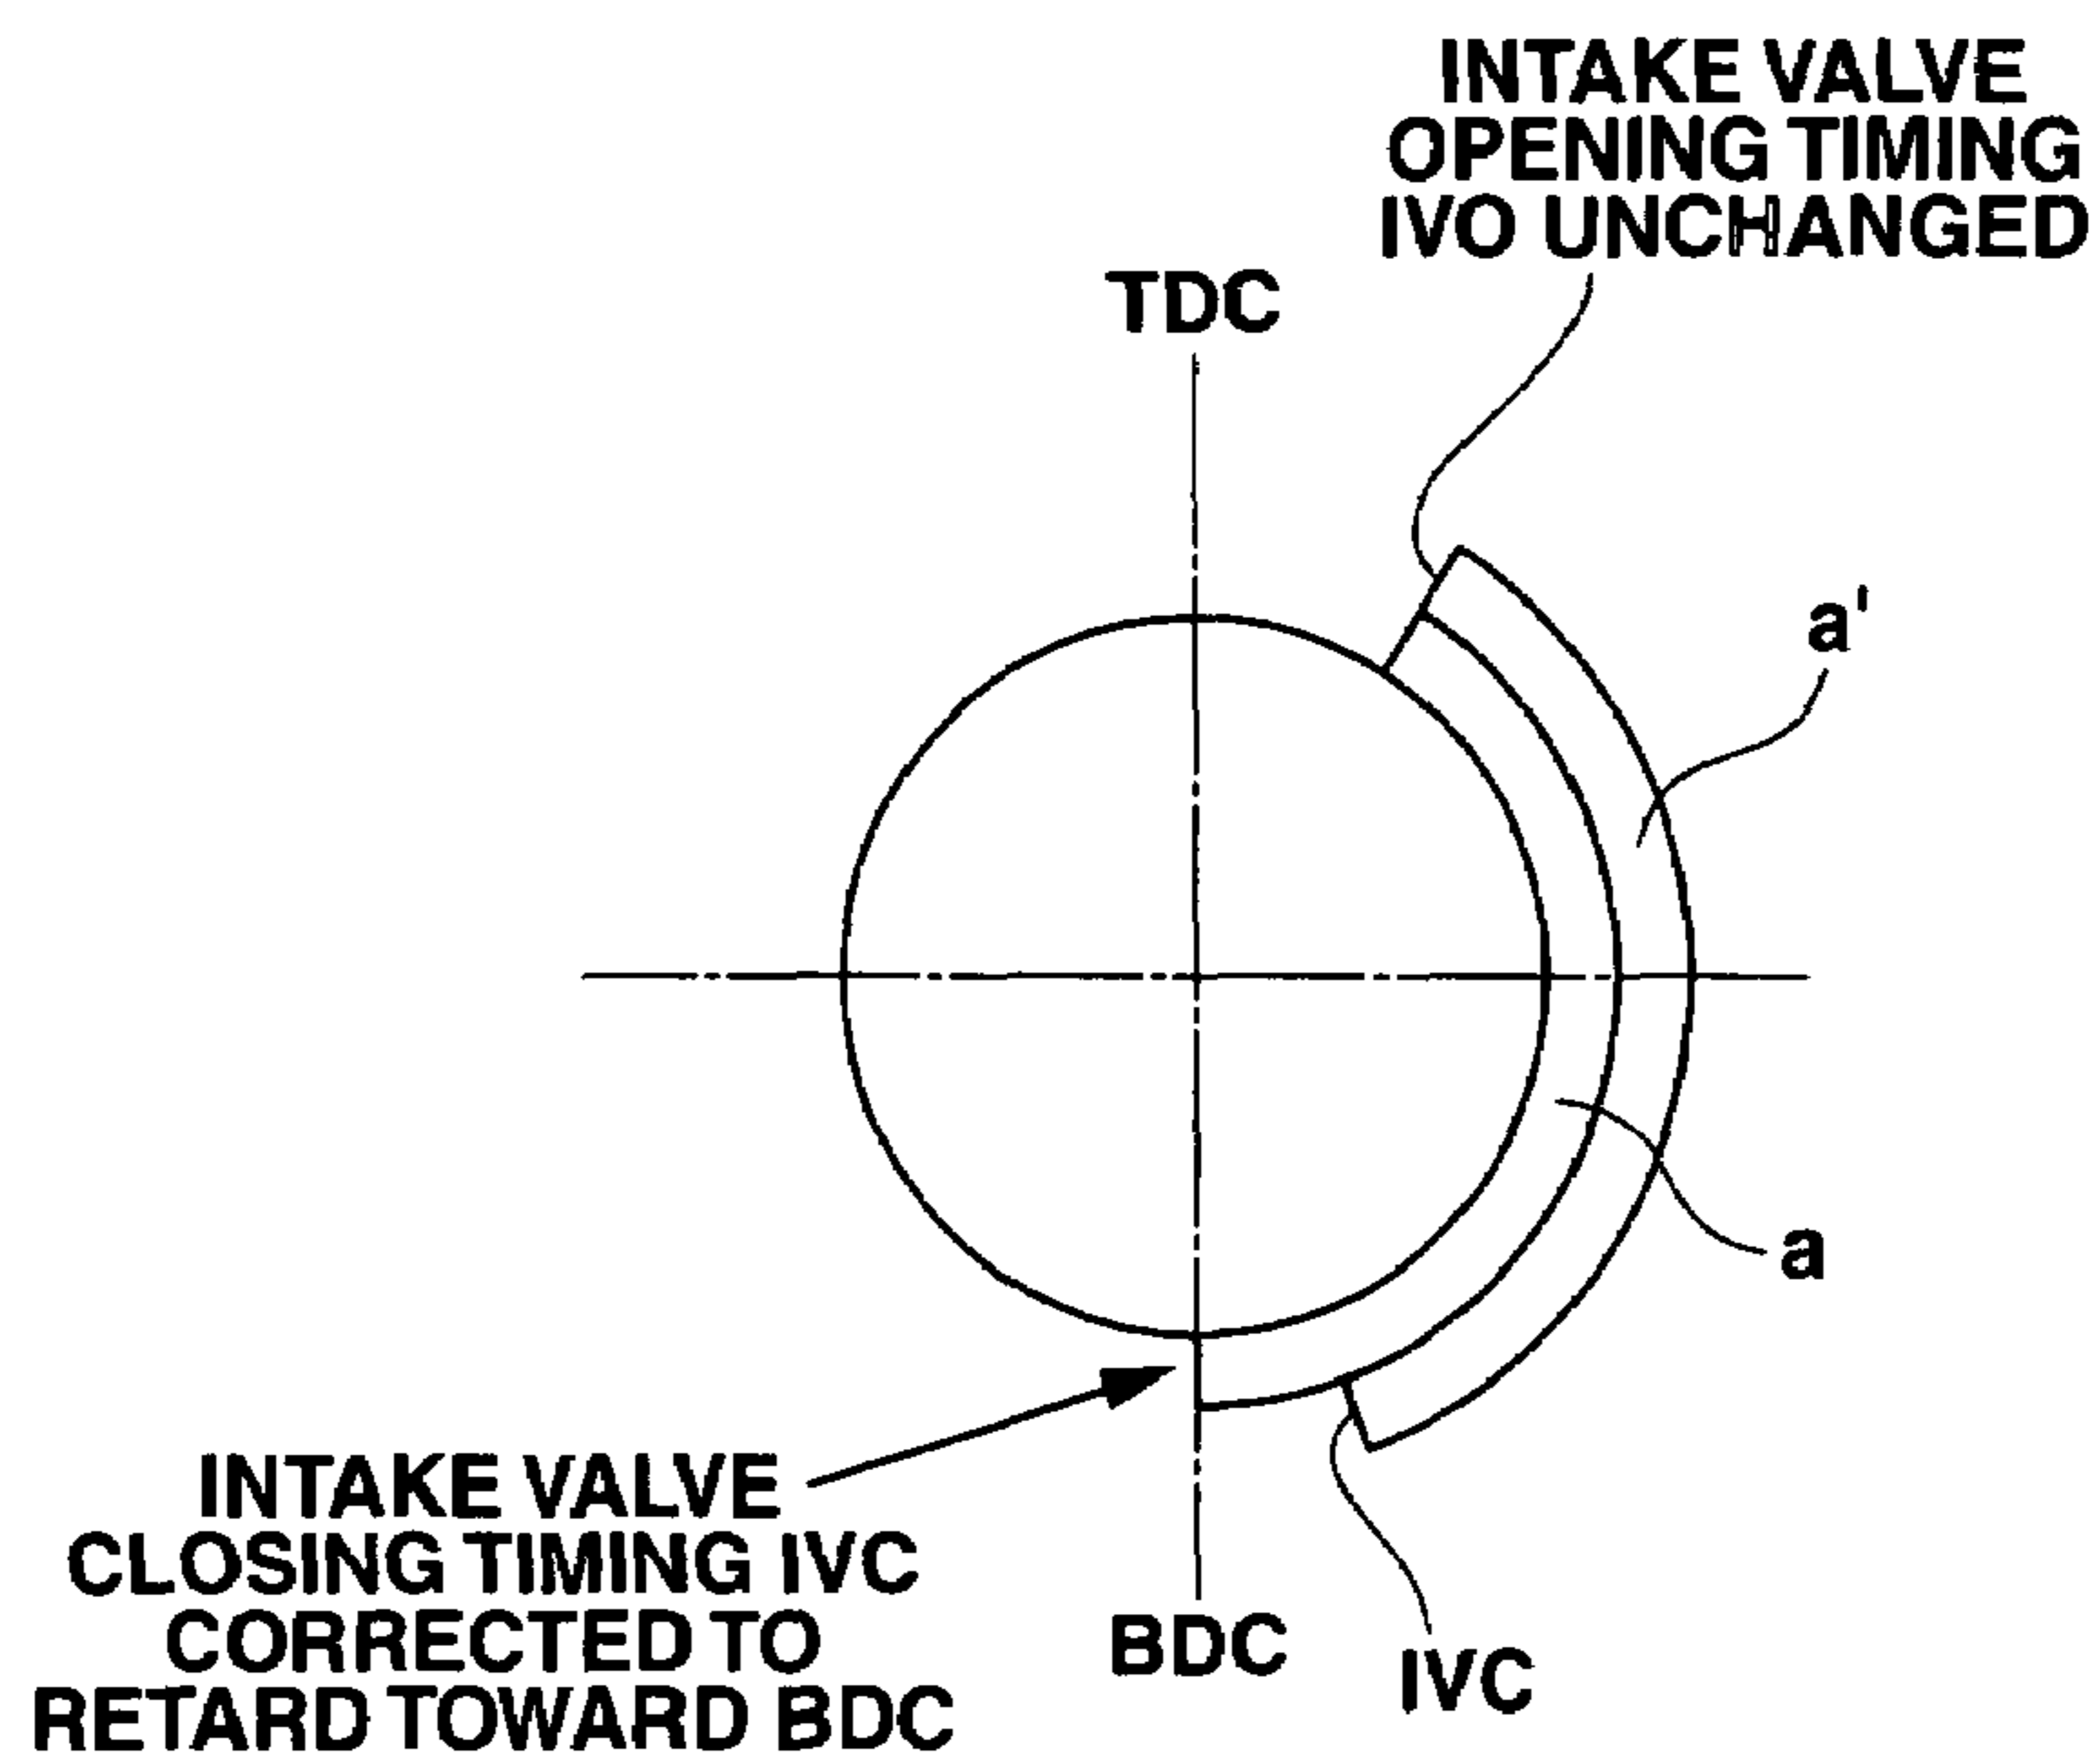 INTAKE VALVE
OPENING TIMING
IVO UNCHANGED
TDC
a'
a
INTAKE VALVE
CLOSING TIMING IVC
CORRECTED TO
RETARD TOWARD BDC
BDC
IVC